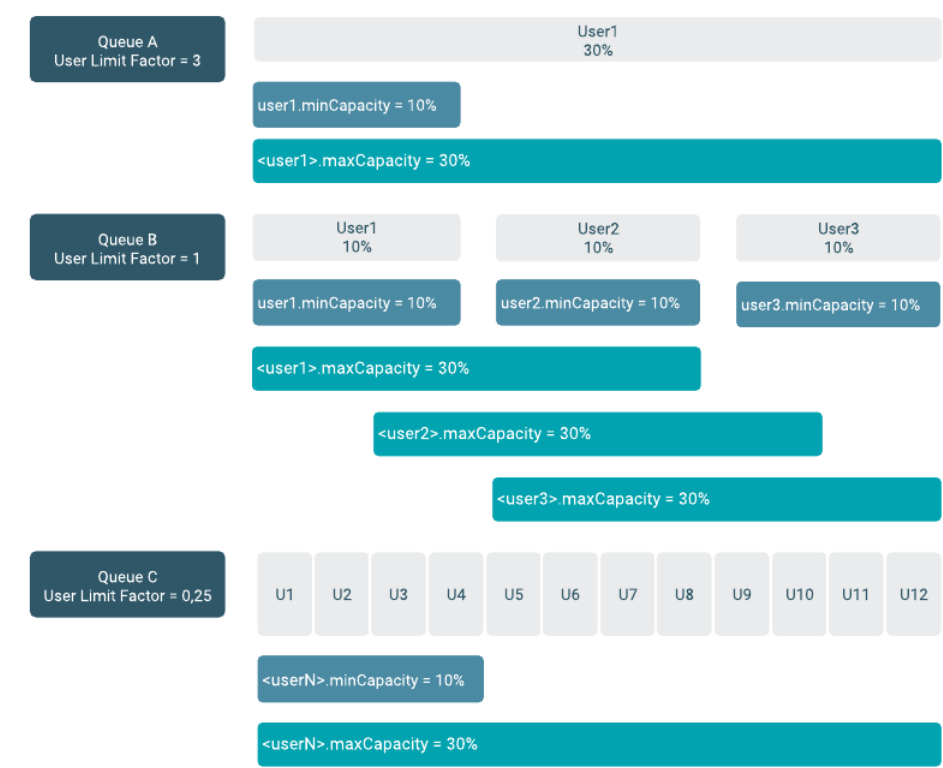 Queue A
User Limit Factor = 3
User1
30%
user1.minCapacity = 10%
<user1>.maxCapacity = 30%
Queue B
User Limit Factor = 1
User1
10%
User2
10%
User3
10%
user1.minCapacity = 10%
user2.minCapacity = 10%
user3.minCapacity = 10%
<user1>.maxCapacity = 30%
<user2>.maxCapacity = 30%
<user3>.maxCapacity = 30%
Queue C
User Limit Factor = 0,25
U1
U2
U3
U4
U5
U6
U7
U8
U9
U10
U11
U12
<userN>.minCapacity = 10%
<userN>.maxCapacity = 30%